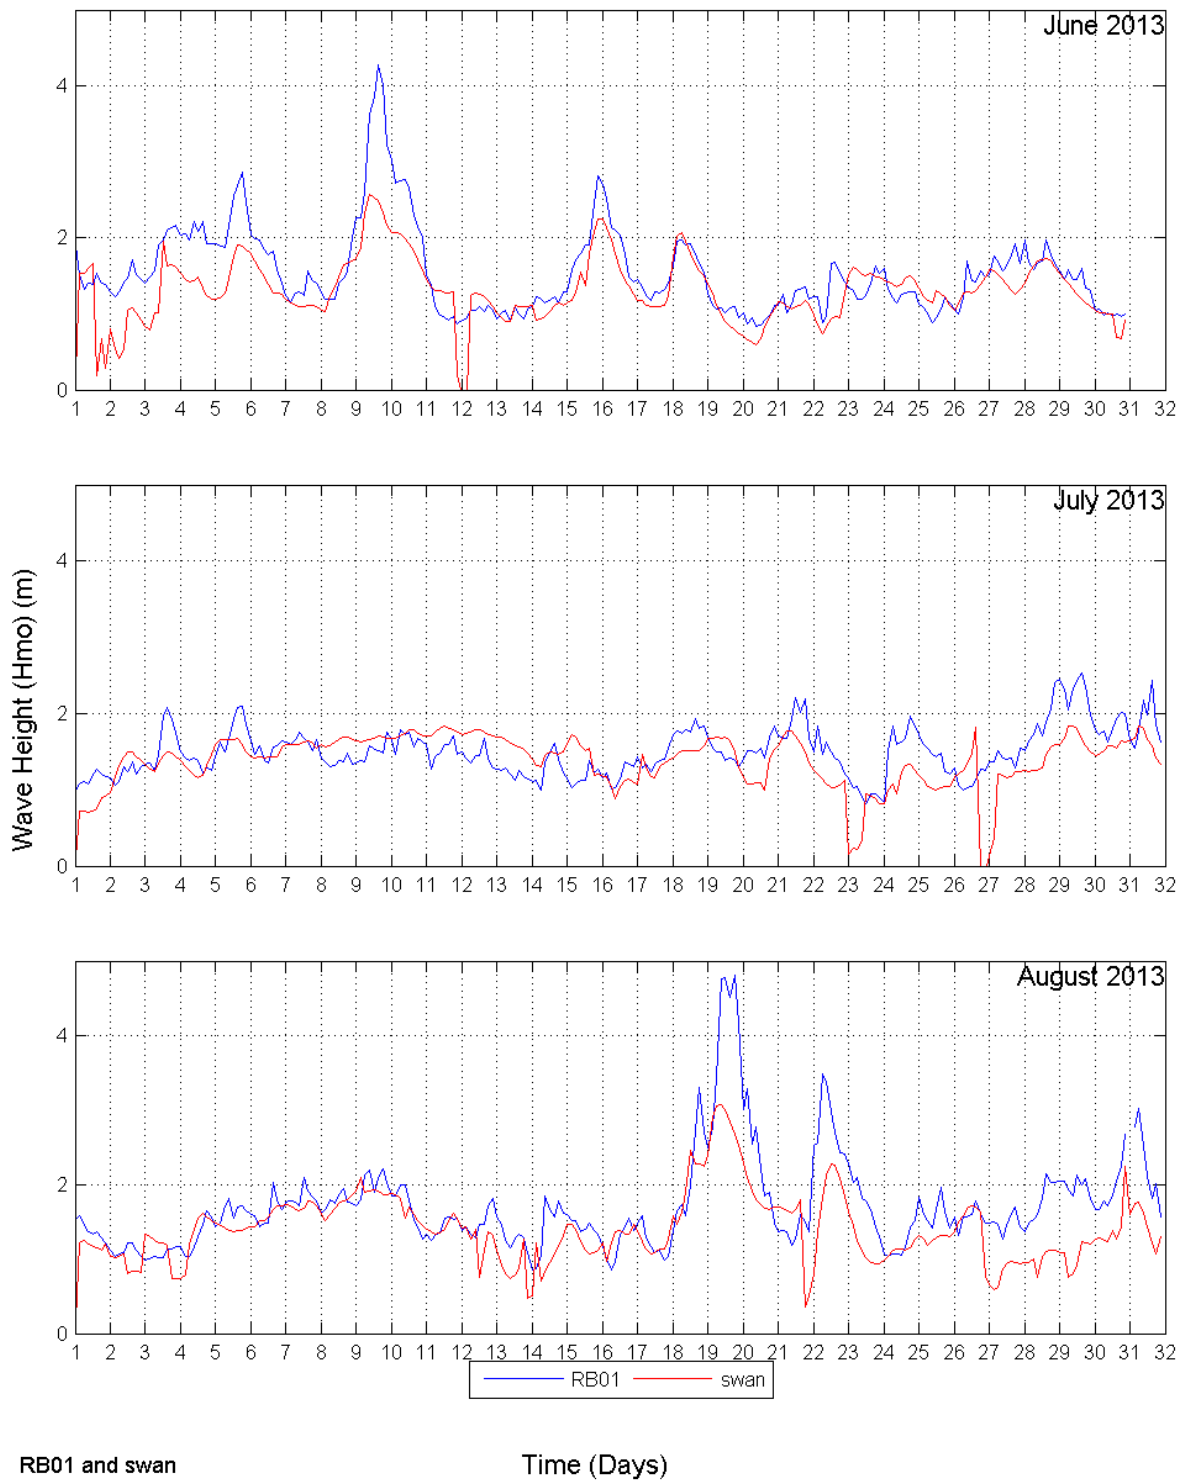 June 2013
4
2
0
1 2 3 4 5 6 7 8 9 10 11 12 13 14 15 16 17 18 19 20 21 22 23 24 25 26 27 28 29 30 31 32
July 2013
4
2
0
1 2 3 4 5 6 7 8 9 10 11 12 13 14 15 16 17 18 19 20 21 22 23 24 25 26 27 28 29 30 31 32
Wave Height (Hmo) (m)
August 2013
4
2
0
1 2 3 4 5 6 7 8 9 10 11 12 13 14 15 16 17 18 19 20 21 22 23 24 25 26 27 28 29 30 31 32
RB01 swan
RB01 and swan
Time (Days)